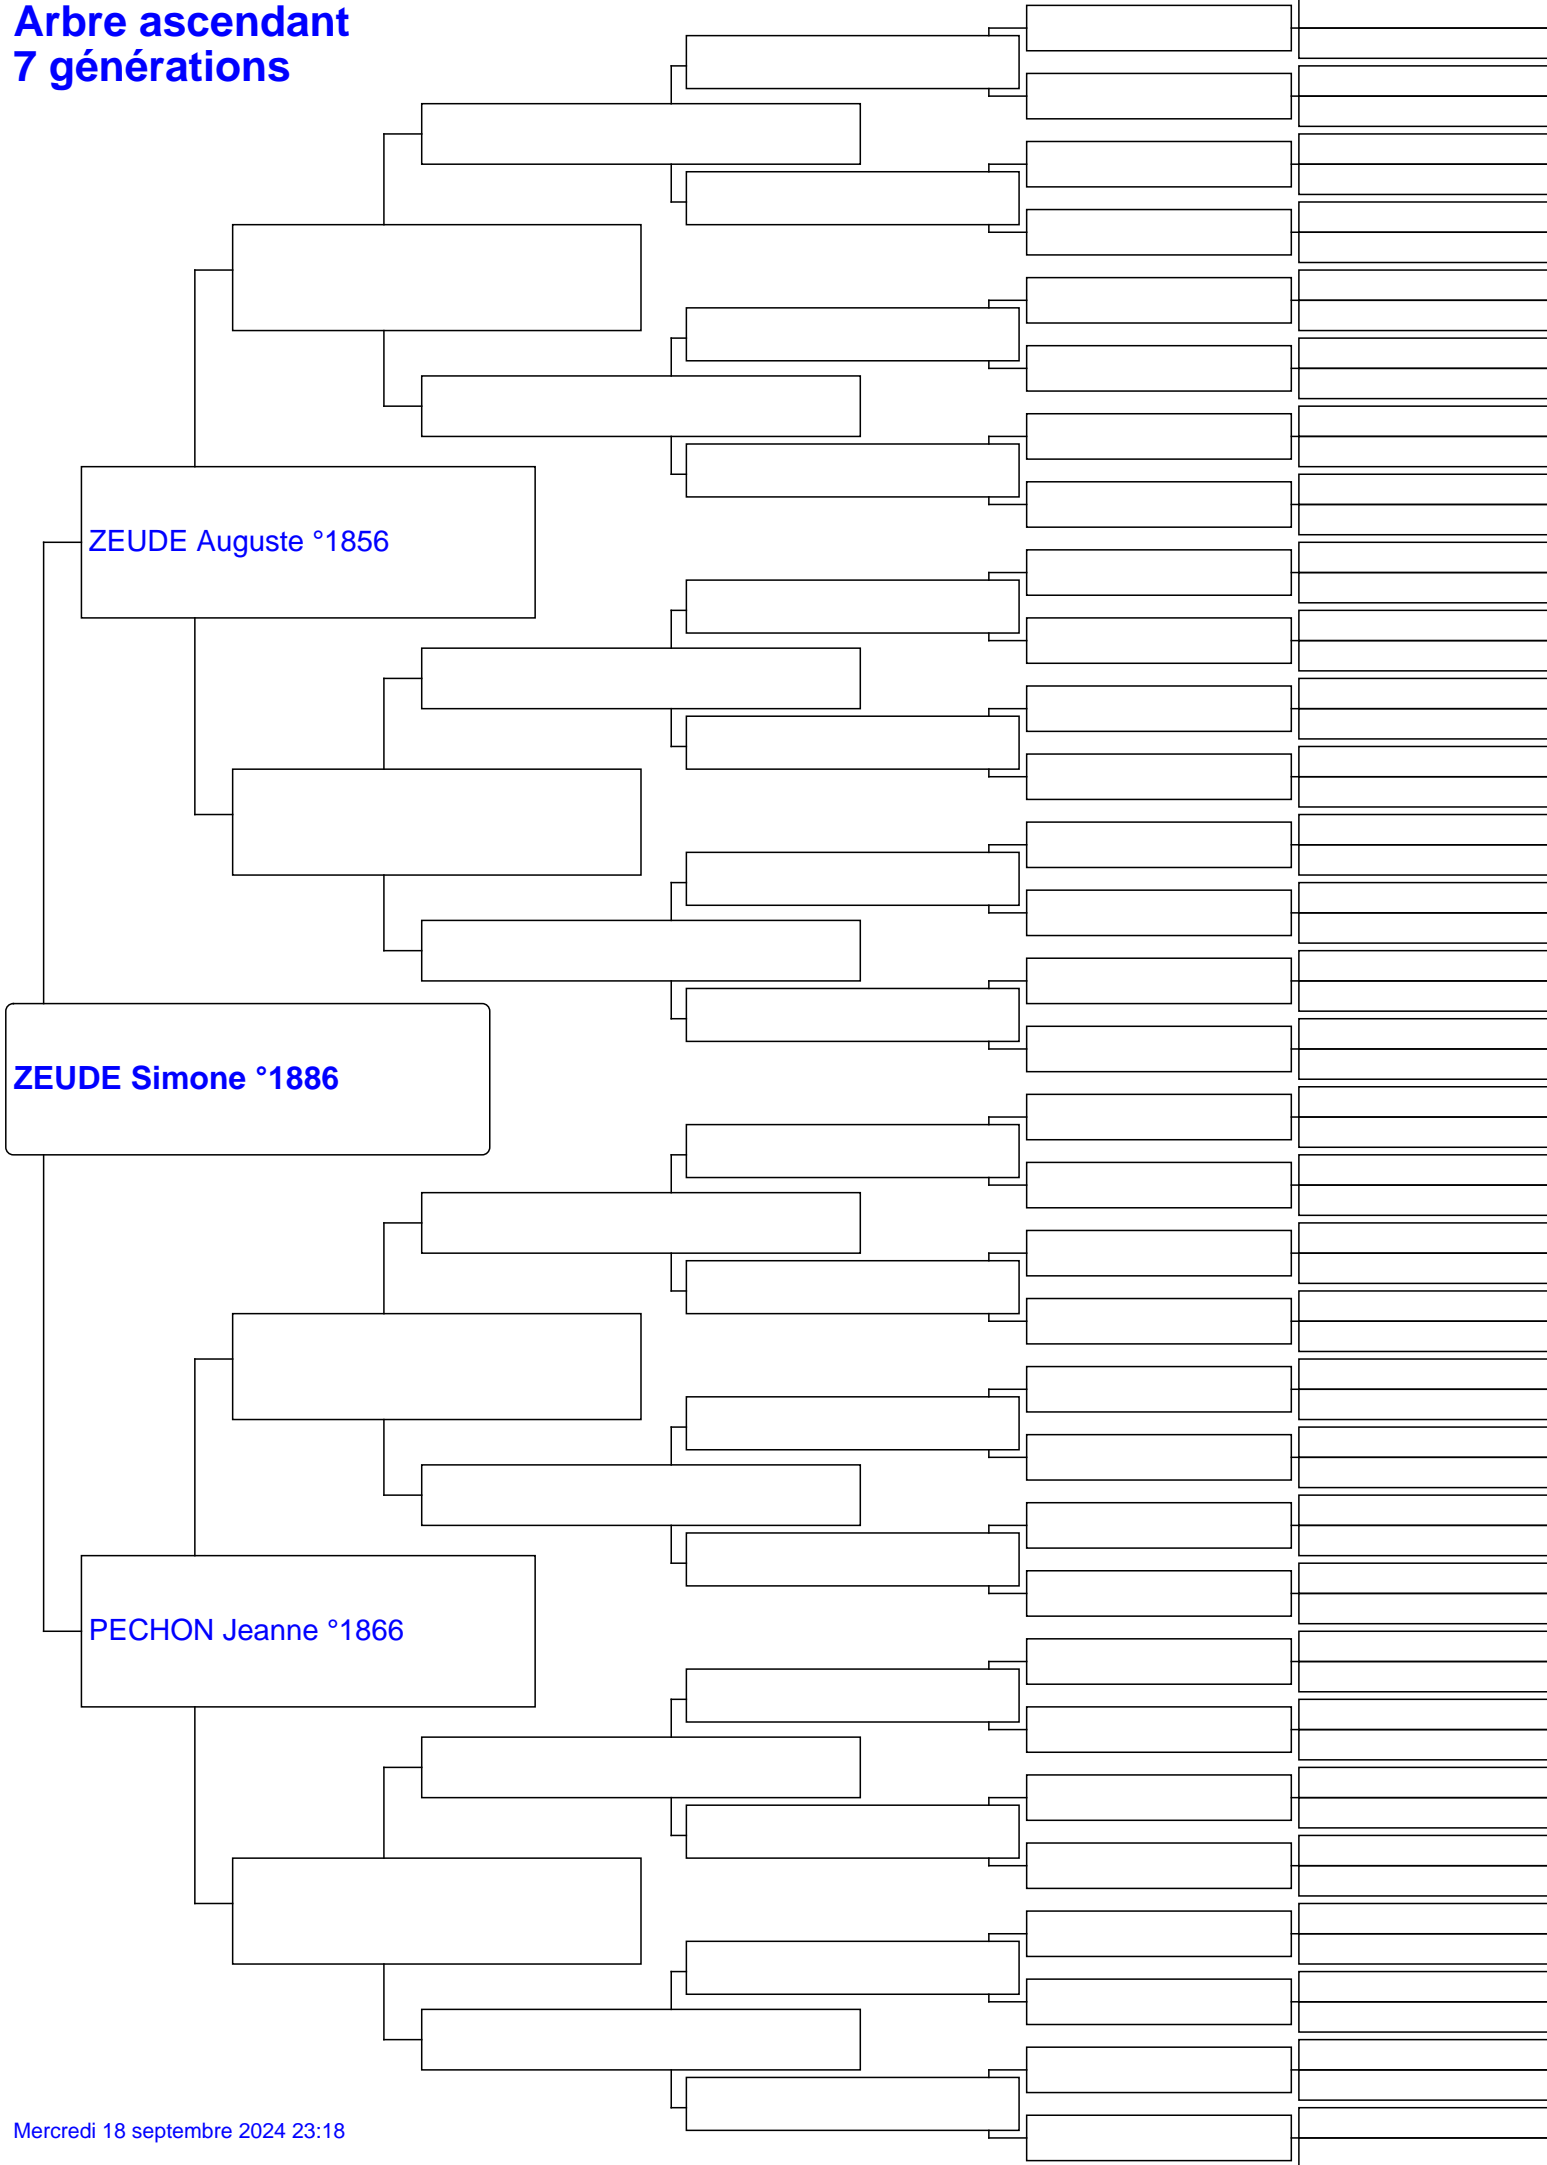 Arbre ascendant
7 générations
ZEUDE Auguste °1856
ZEUDE Simone °1886
PECHON Jeanne °1866
Mercredi 18 septembre 2024 23:18